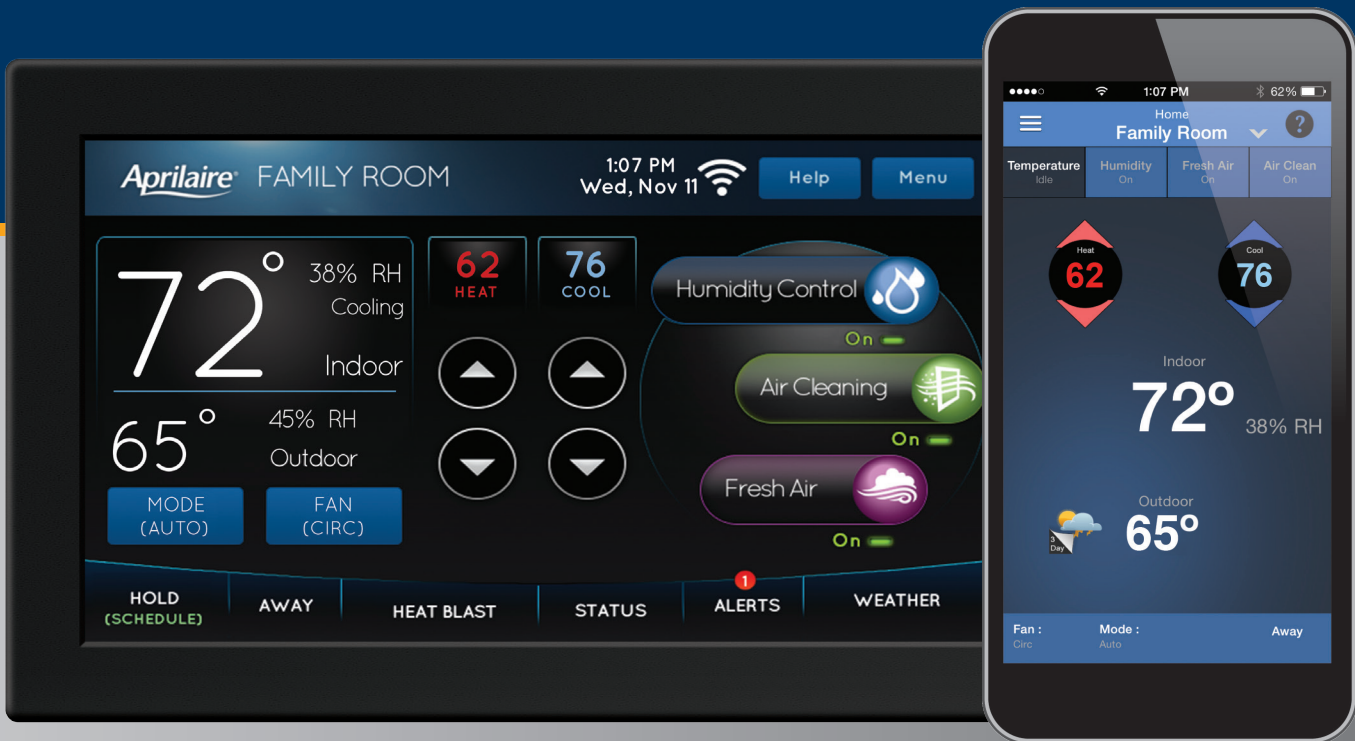 Aprilaire® FAMILY ROOM
1:07 PM
Wed, Nov 11
Help
Menu
72°
38% RH
Cooling
Indoor
65°
45% RH
Outdoor
MODE
(AUTO)
FAN
(CIRC)
62
HEAT
76
COOL
Humidity Control
On
Air Cleaning
On
Fresh Air
On
HOLD
(SCHEDULE)
AWAY
HEAT BLAST
STATUS
1
ALERTS
WEATHER
1:07 PM
62%
Home
Family Room
?
Temperature
Idle
Humidity
On
Fresh Air
On
Air Clean
On
Heat
62
Cool
76
Indoor
72°
38% RH
Outdoor
65°
3
Day
Fan :
Circ
Mode :
Auto
Away